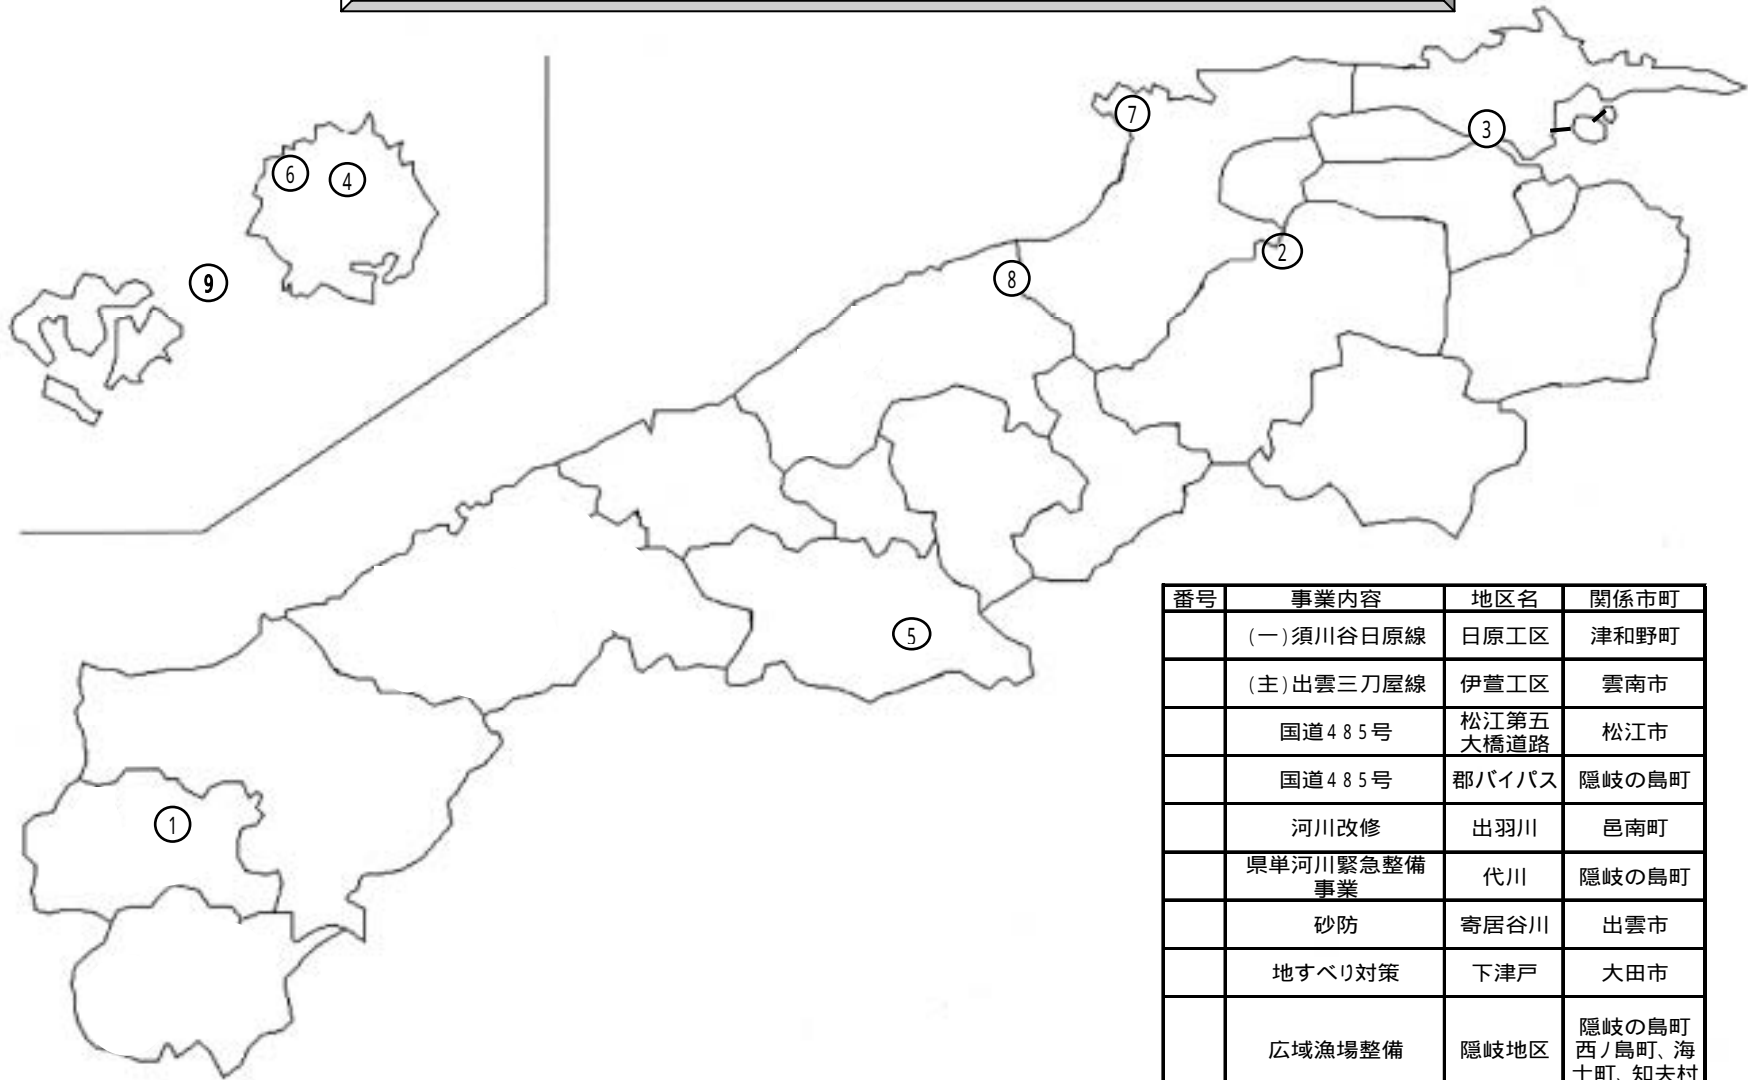 ⑦
③
⑥ ④
②
⑧
⑨
⑤
①
番号 事業内容 地区名 関係市町
(一)須川谷日原線 日原工区 津和野町
(主)出雲三刀屋線 伊萱工区 雲南市
国道485号 松江第五
大橋道路 松江市
国道485号 郡バイパス 隠岐の島町
河川改修 出羽川 邑南町
県単河川緊急整備
事業 代川 隠岐の島町
砂防 寄居谷川 出雲市
地すべり対策 下津戸 大田市
広域漁場整備 隠岐地区 隠岐の島町
西ノ島町、海
士町、知夫村